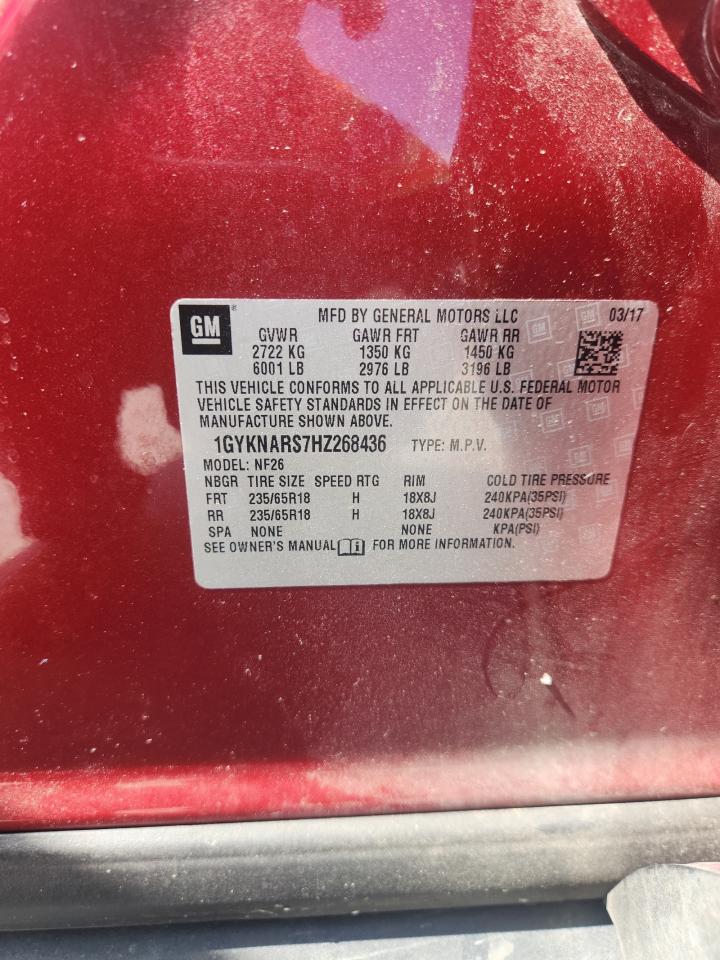 GM ® MFD BY GENERAL MOTORS LLC 03/17
GVWR GAWR FRT GAWR RR
2722 KG 1350 KG 1450 KG
6001 LB 2976 LB 3196 LB
THIS VEHICLE CONFORMS TO ALL APPLICABLE U.S. FEDERAL MOTOR
VEHICLE SAFETY STANDARDS IN EFFECT ON THE DATE OF
MANUFACTURE SHOWN ABOVE.
1GYKNARS7HZ268436 TYPE: M.P.V.
MODEL: NF26
NBGR TIRE SIZE SPEED RTG RIM COLD TIRE PRESSURE
FRT 235/65R18 H 18X8J 240KPA(35PSI)
RR 235/65R18 H 18X8J 240KPA(35PSI)
SPA NONE NONE KPA(PSI)
SEE OWNER'S MANUAL FOR MORE INFORMATION.